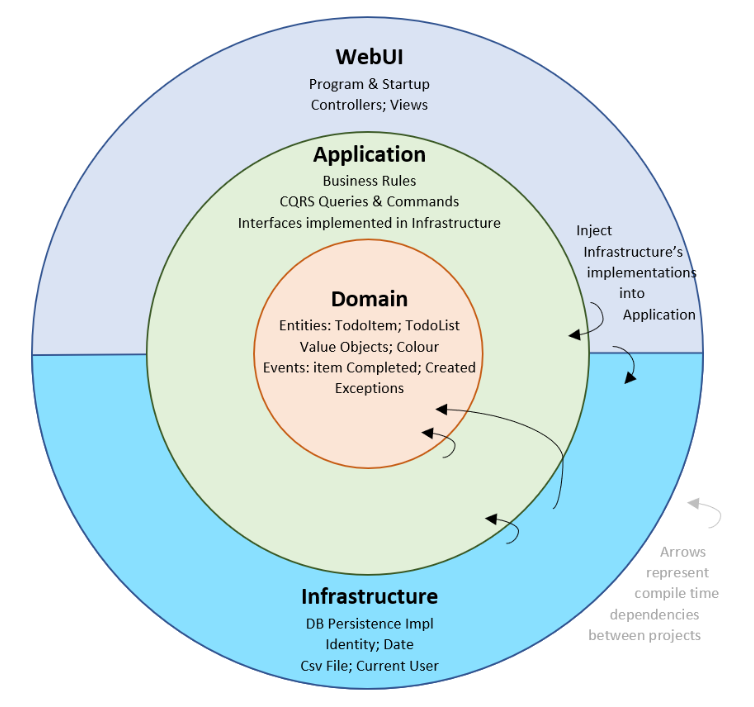 WebUI
Program & Startup
Controllers; Views
Application
Business Rules
CQRS Queries & Commands
Interfaces implemented in Infrastructure
Inject
Infrastructure's
implementations
into
Application
Domain
Entities: TodoItem; TodoList
Value Objects; Colour
Events: item Completed; Created
Exceptions
Arrows
represent
compile time
dependencies
between projects
Infrastructure
DB Persistence Impl
Identity; Date
Csv File; Current User